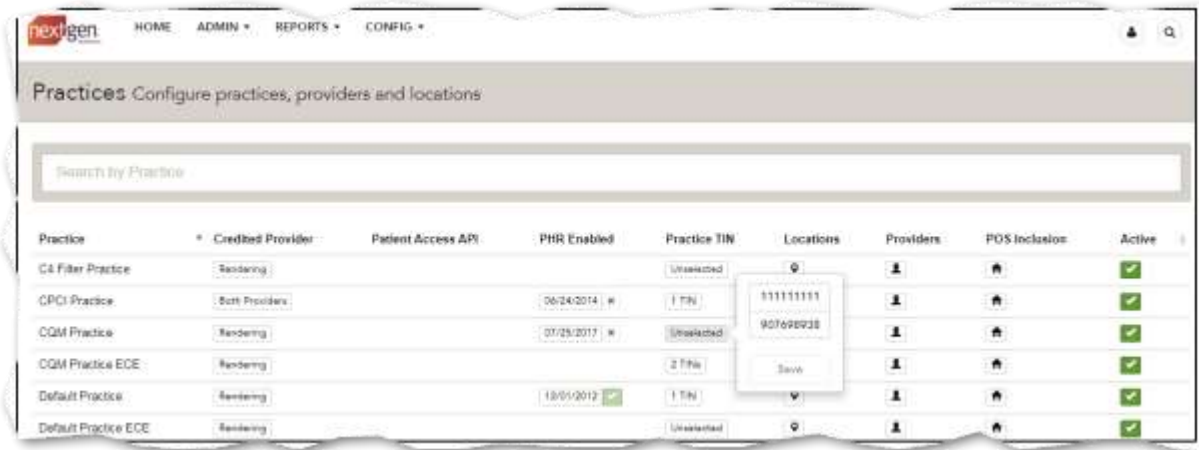 nextgen HOME ADMIN REPORTS CONFIG
Practices Configure practices, providers and locations
Search by Practice
Practice Credited Provider Patient Access API PHR Enabled Practice TIN Locations Providers POS Inclusion Active
C4 Filter Practice Rendering Unselected
CPCI Practice Both Providers 06/24/2014 1 TIN 111111111
CQM Practice Rendering 07/25/2017 Unselected 907698938
CQM Practice ECE Rendering 2 TINs Save
Default Practice Rendering 10/01/2012 1 TIN
Default Practice ECE Rendering Unselected